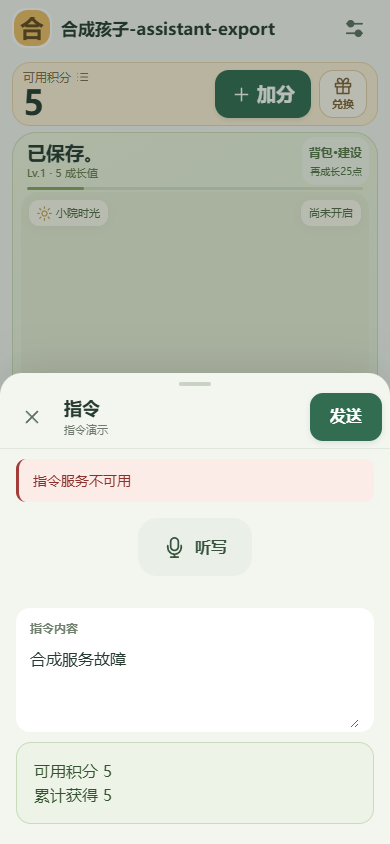 合
合成孩子-assistant-export
可用积分
5
加分
兑换
已保存。
Lv.1 · 5 成长值
背包•建设
再成长25点
小院时光
尚未开启
指令
指令演示
发送
指令服务不可用
听写
指令内容
合成服务故障
可用积分 5
累计获得 5